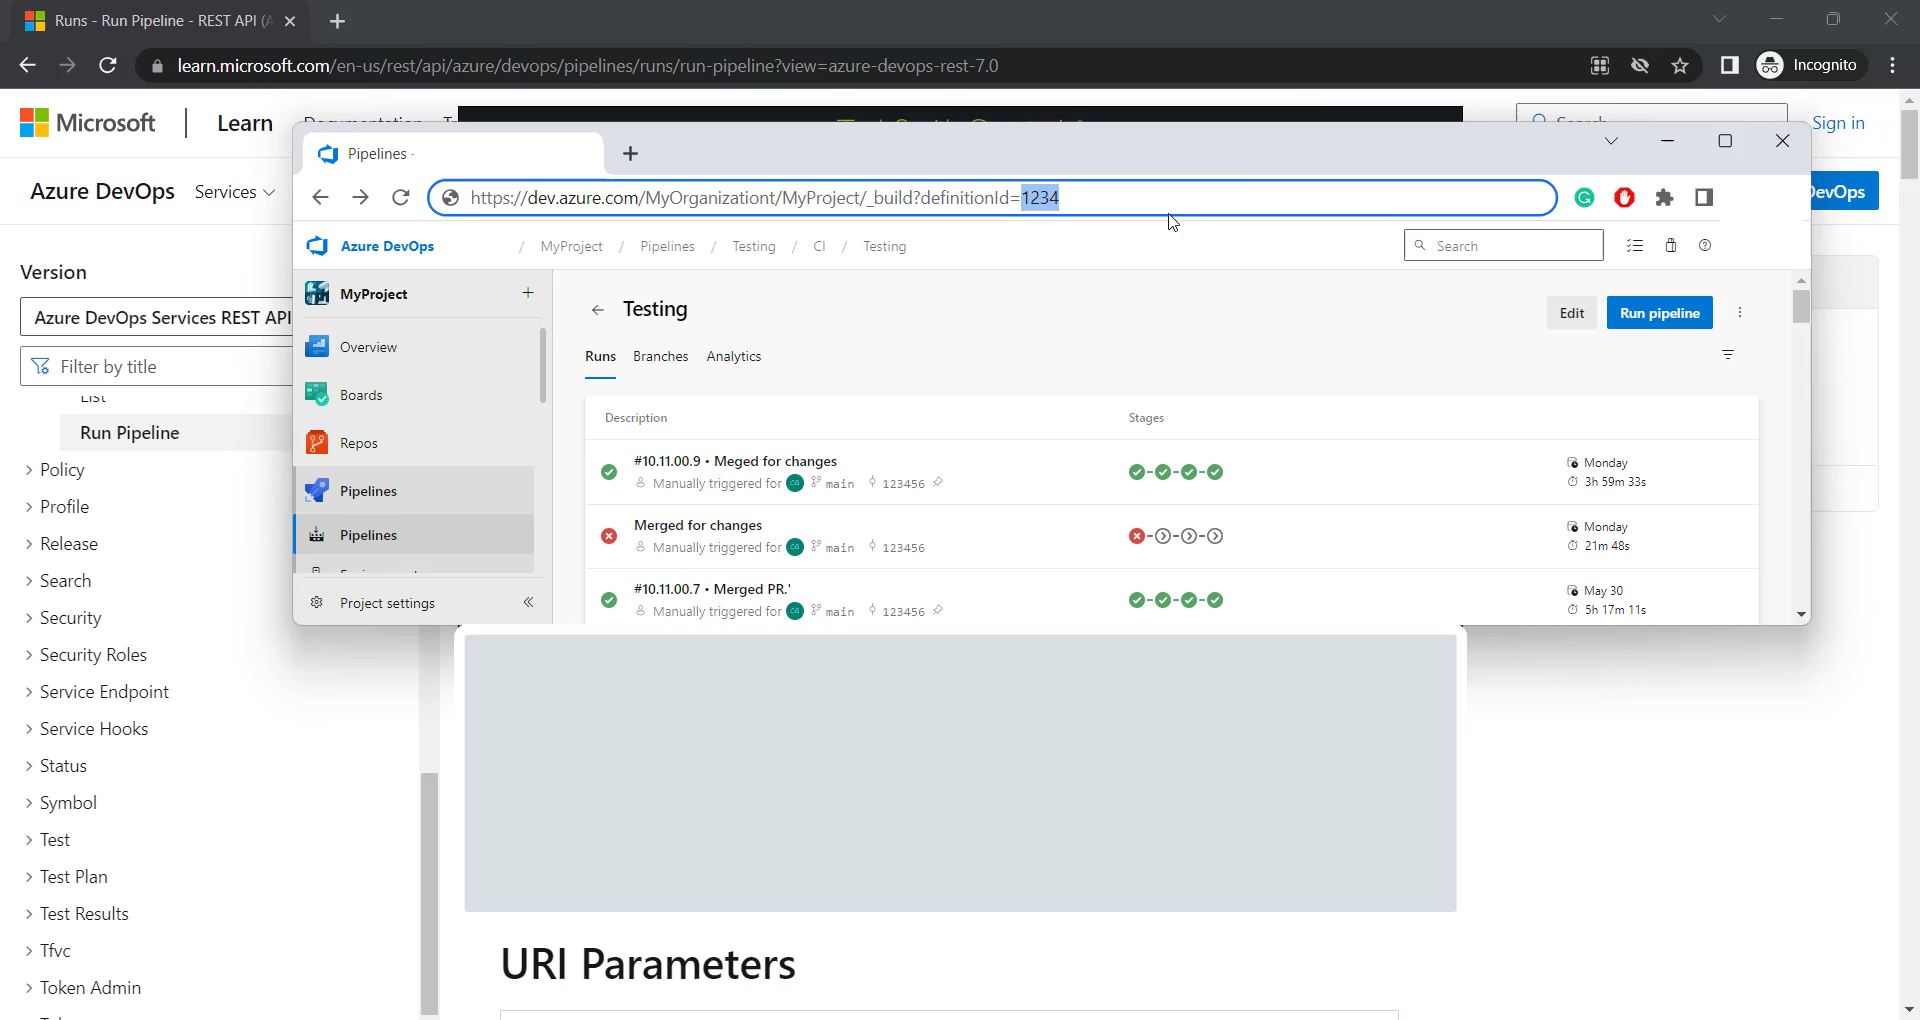 Runs - Run Pipeline - REST API (A
learn.microsoft.com/en-us/rest/api/azure/devops/pipelines/runs/run-pipeline?view=azure-devops-rest-7.0
Incognito
Microsoft
Learn
Sign in
Pipelines ·
Azure DevOps
Services
https://dev.azure.com/MyOrganizationt/MyProject/_build?definitionId=1234
DevOps
Azure DevOps
/ MyProject / Pipelines / Testing / CI / Testing
Search
Version
MyProject
Testing
Edit
Run pipeline
Azure DevOps Services REST API
Overview
Runs
Branches
Analytics
Filter by title
List
Boards
Description
Stages
Run Pipeline
Repos
#10.11.00.9 • Meged for changes
Monday
Manually triggered for CG main 123456
3h 59m 33s
Policy
Pipelines
Profile
Merged for changes
Monday
Pipelines
Manually triggered for CG main 123456
21m 48s
Release
Search
#10.11.00.7 • Merged PR.'
May 30
Project settings
Manually triggered for CG main 123456
5h 17m 11s
Security
Security Roles
Service Endpoint
Service Hooks
Status
Symbol
Test
Test Plan
Test Results
Tfvc
URI Parameters
Token Admin